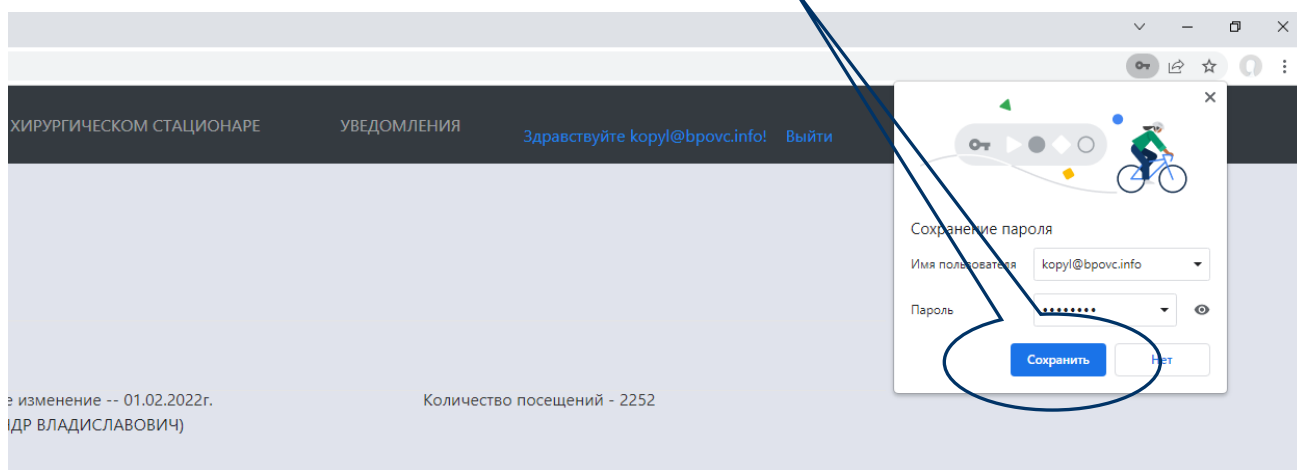 ХИРУРГИЧЕСКОМ СТАЦИОНАРЕ УВЕДОМЛЕНИЯ Здравствуйте kopyl@bpovc.info! Выйти
Сохранение пароля
Имя пользователя kopyl@bpovc.info
Пароль ••••••••
Сохранить Нет
е изменение -- 01.02.2022г. Количество посещений - 2252
ДР ВЛАДИСЛАВОВИЧ)